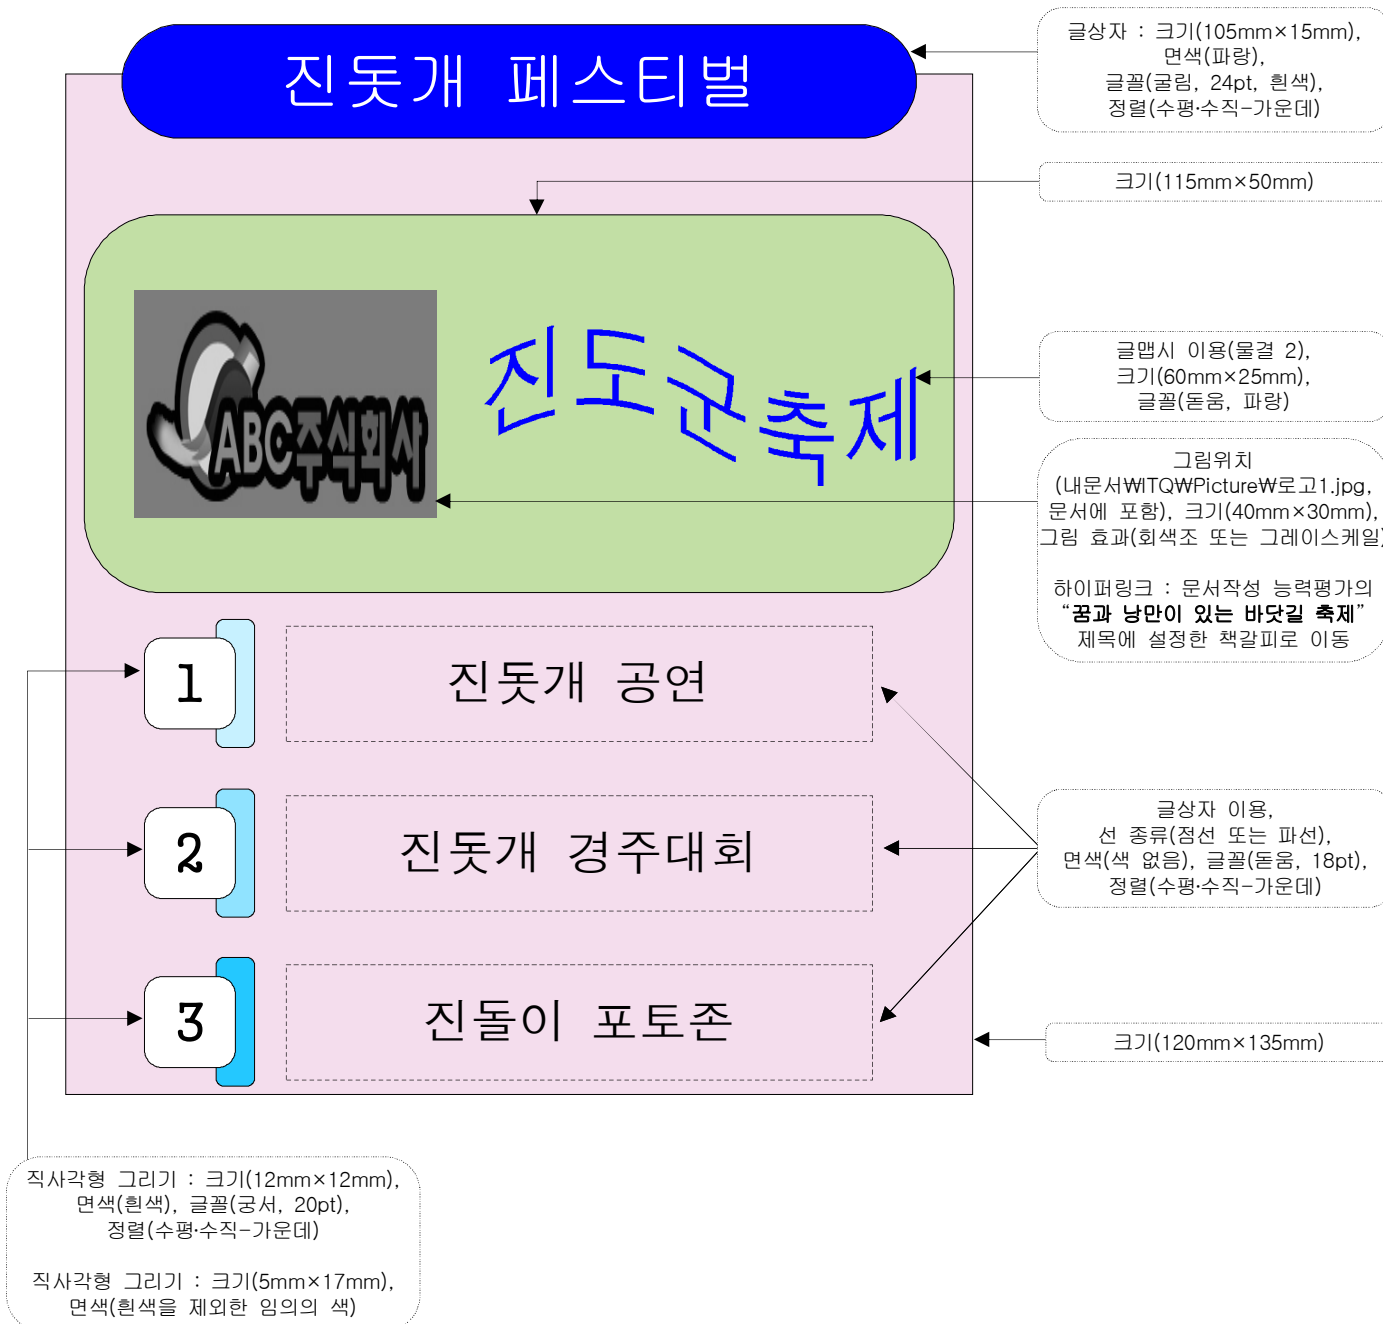 진돗개 페스티벌
글상자 : 크기(105mm×15mm),
면색(파랑),
글꼴(굴림, 24pt, 흰색),
정렬(수평·수직-가운데)
크기(115mm×50mm)
ABC주식회사
진도군축제
글맵시 이용(물결 2),
크기(60mm×25mm),
글꼴(돋움, 파랑)
그림위치
(내문서₩ITQ₩Picture₩로고1.jpg,
문서에 포함), 크기(40mm×30mm),
그림 효과(회색조 또는 그레이스케일)
하이퍼링크 : 문서작성 능력평가의
“꿈과 낭만이 있는 바닷길 축제”
제목에 설정한 책갈피로 이동
1
진돗개 공연
2
진돗개 경주대회
글상자 이용,
선 종류(점선 또는 파선),
면색(색 없음), 글꼴(돋움, 18pt),
정렬(수평·수직-가운데)
3
진돌이 포토존
크기(120mm×135mm)
직사각형 그리기 : 크기(12mm×12mm),
면색(흰색), 글꼴(궁서, 20pt),
정렬(수평·수직-가운데)
직사각형 그리기 : 크기(5mm×17mm),
면색(흰색을 제외한 임의의 색)